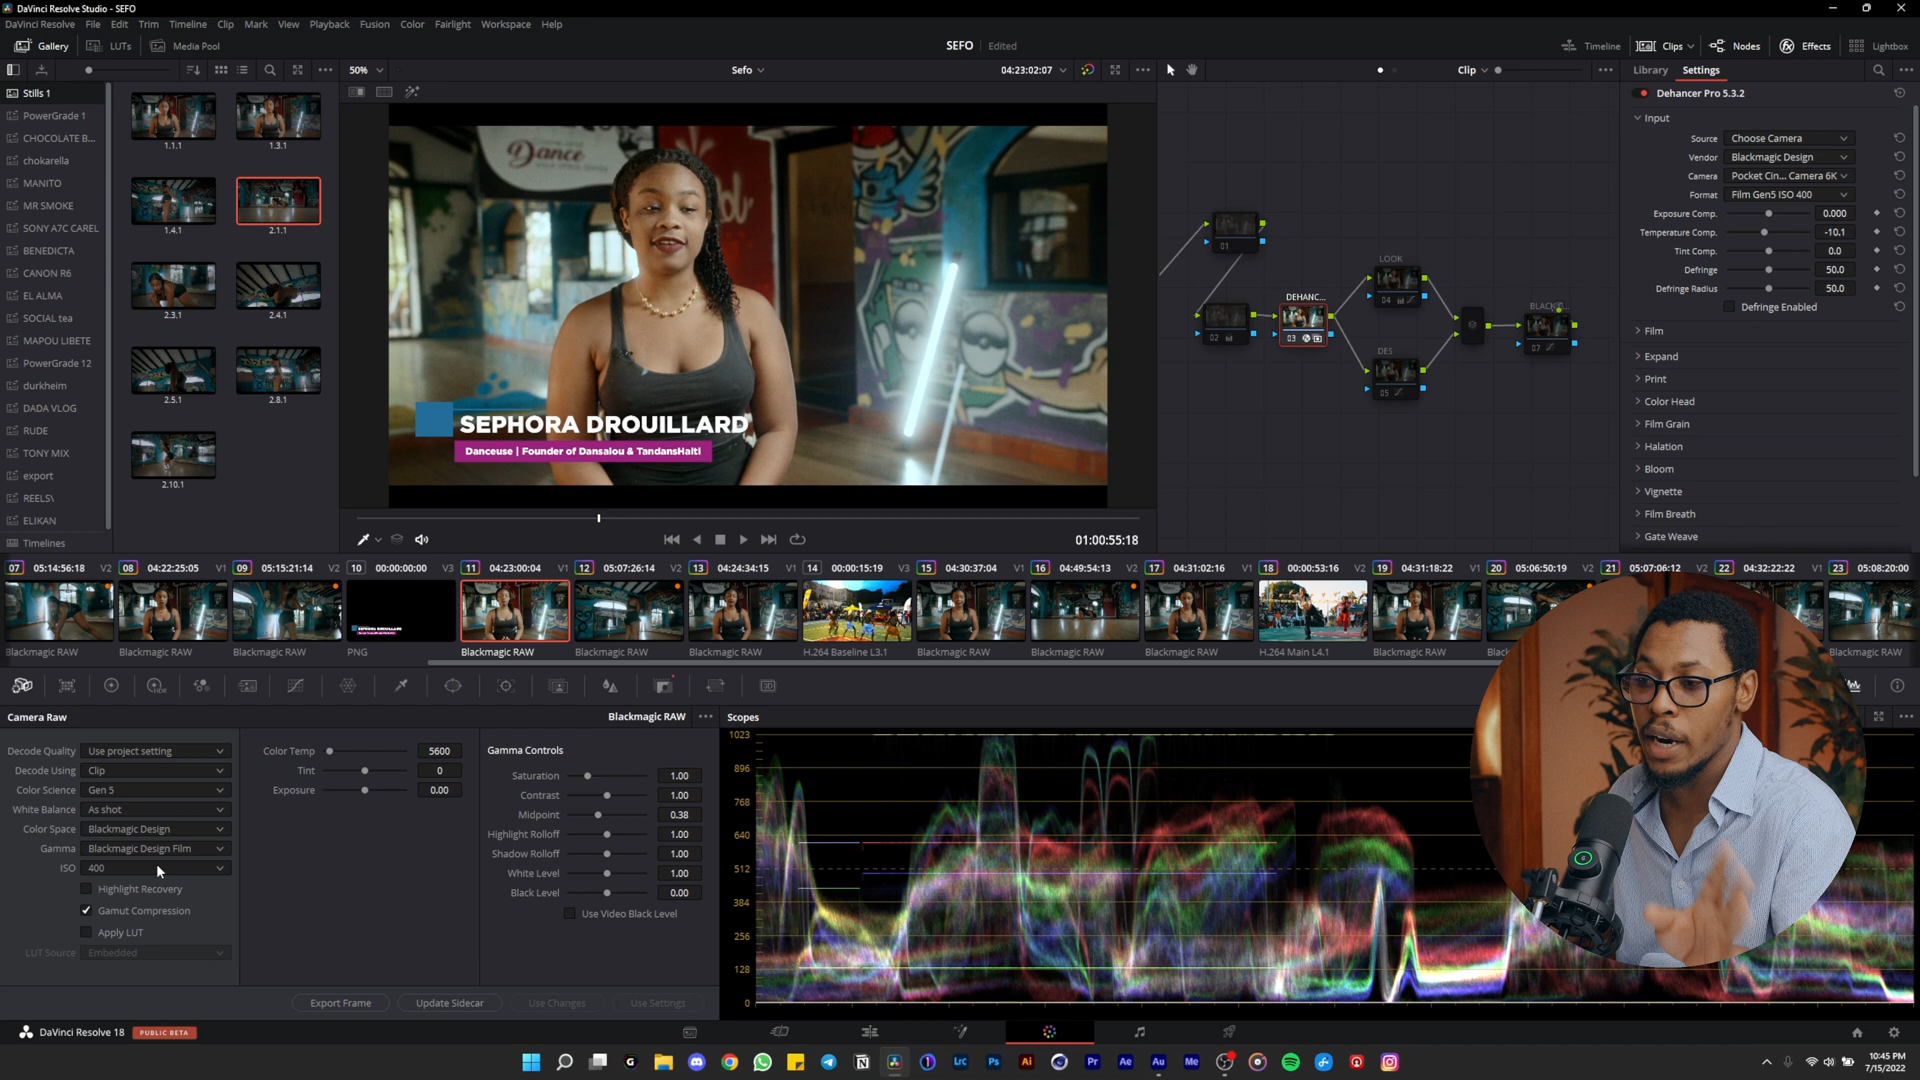 DaVinci Resolve Studio - SEFO
DaVinci Resolve File Edit Trim Timeline Clip Mark View Playback Fusion Color Fairlight Workspace Help
Gallery LUTs Media Pool SEFO Edited Timeline Clips Nodes Effects Lightbox
50% Sefo 04:23:02:07 Clip Library Settings
Stills 1
PowerGrade 1
CHOCOLATE B...
chokarella
MANITO
MR SMOKE
SONY A7C CAREL
BENEDICTA
CANON R6
EL ALMA
SOCIAL tea
MAPOU LIBETE
PowerGrade 12
durkheim
DADA VLOG
RUDE
TONY MIX
export
REELS\
ELIKAN
Timelines
1.1.1 1.3.1
1.4.1 2.1.1
2.3.1 2.4.1
2.5.1 2.8.1
2.10.1
Dance
SEPHORA DROUILLARD
Danceuse | Founder of Dansalou & TandansHaiti
01:00:55:18
01
02
DEHANC...
03
LOOK
04
DES
05
07
Dehancer Pro 5.3.2
Input
Source Choose Camera
Vendor Blackmagic Design
Camera Pocket Cin... Camera 6K
Format Film Gen5 ISO 400
Exposure Comp. 0.000
Temperature Comp. -10.1
Tint Comp. 0.0
Defringe 50.0
Defringe Radius 50.0
Defringe Enabled
Film
Expand
Print
Color Head
Film Grain
Halation
Bloom
Vignette
Film Breath
Gate Weave
07 05:14:56:18 V2 08 04:22:25:05 V1 09 05:15:21:14 V2 10 00:00:00:00 V3 11 04:23:00:04 V1 12 05:07:26:14 V2 13 04:24:34:15 V1 14 00:00:15:19 V3 15 04:30:37:04 V1 16 04:49:54:13 V2 17 04:31:02:16 V1 18 00:00:53:16 V2 19 04:31:18:22 V1 20 05:06:50:19 V2 21 05:07:06:12 V2 22 04:32:22:22 V1 23 05:08:20:00
Blackmagic RAW Blackmagic RAW Blackmagic RAW PNG Blackmagic RAW Blackmagic RAW Blackmagic RAW H.264 Baseline L3.1 Blackmagic RAW Blackmagic RAW Blackmagic RAW H.264 Main L4.1 Blackmagic RAW Blackmagic RAW
HDR 3D
Camera Raw Blackmagic RAW
Decode Quality Use project setting
Decode Using Clip
Color Science Gen 5
White Balance As shot
Color Space Blackmagic Design
Gamma Blackmagic Design Film
ISO 400
Highlight Recovery
Gamut Compression
Apply LUT
LUT Source Embedded
Color Temp 5600
Tint 0
Exposure 0.00
Gamma Controls
Saturation 1.00
Contrast 1.00
Midpoint 0.38
Highlight Rolloff 1.00
Shadow Rolloff 1.00
White Level 1.00
Black Level 0.00
Use Video Black Level
Export Frame Update Sidecar Use Changes Use Settings
Scopes
1023
896
768
640
512
384
256
128
0
DaVinci Resolve 18 PUBLIC BETA
Lrc Ps Ai Pr Ae Au Me
10:45 PM
7/15/2022